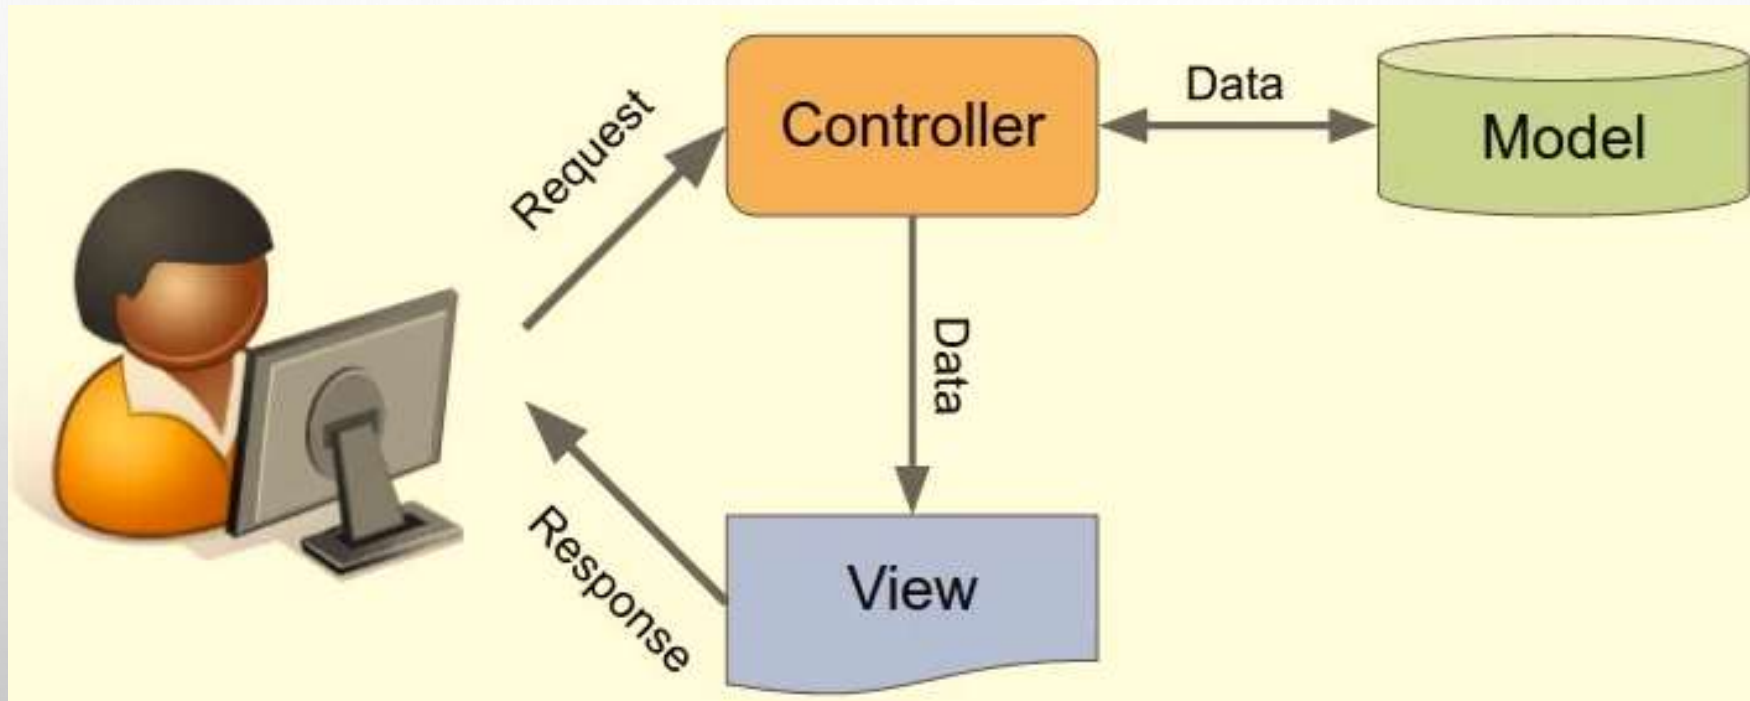 Request
Controller
Data
Model
Data
Response
View